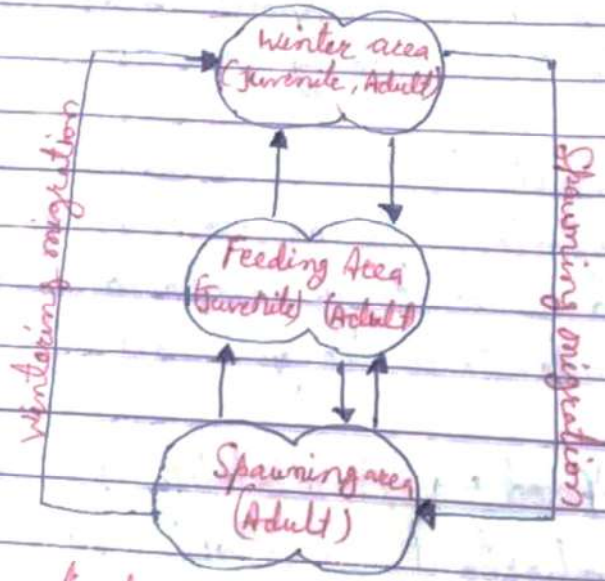 Winter area
(Juvenile, Adult)
Wintering migration
Spawning migration
Feeding Area
(Juvenile) (Adult)
Spawning area
(Adult)